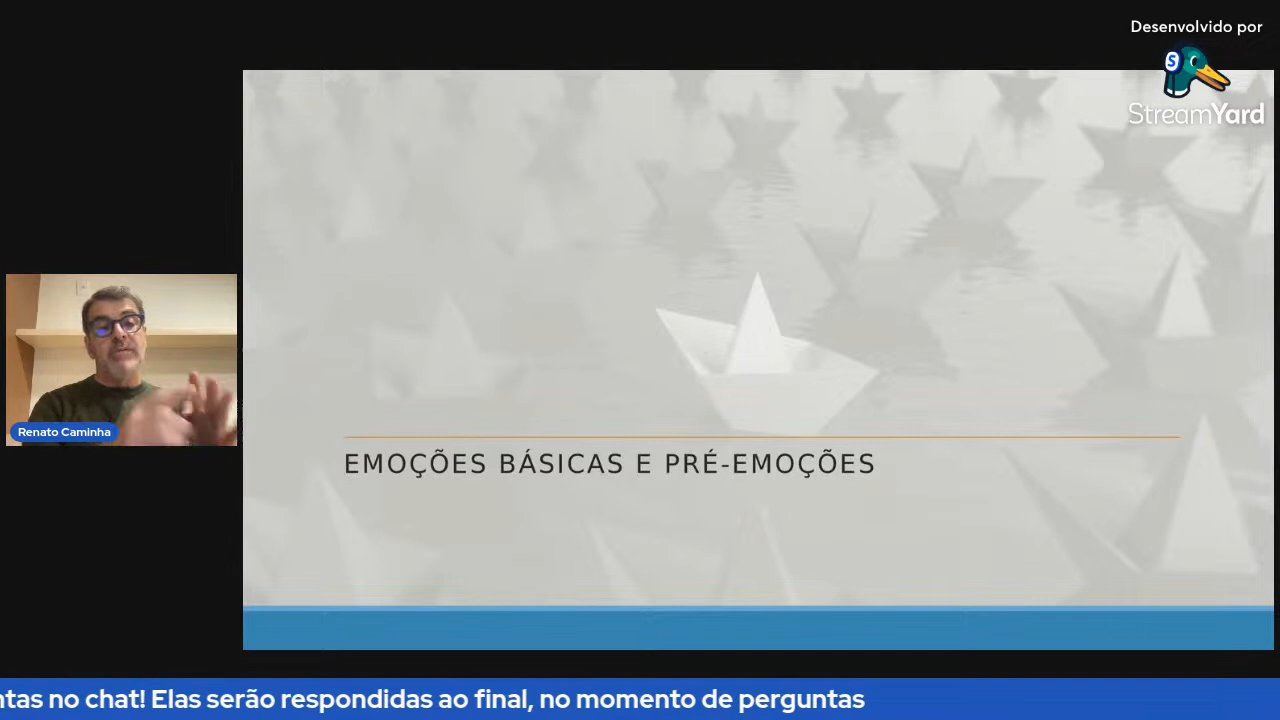 Desenvolvido por
S
StreamYard
Renato Caminha
EMOÇÕES BÁSICAS E PRÉ-EMOÇÕES
ntas no chat! Elas serão respondidas ao final, no momento de perguntas